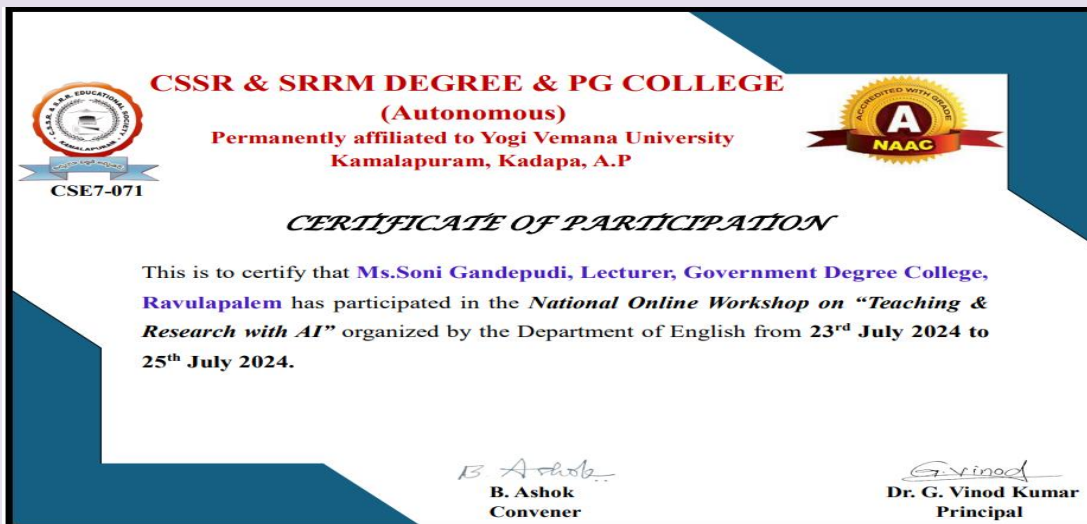 CSSR & SRRM DEGREE & PG COLLEGE
(Autonomous)
Permanently affiliated to Yogi Vemana University
Kamalapuram, Kadapa, A.P
C.S.S.R. & S.R.R. EDUCATIONAL SOCIETY
KAMALAPURAM
CSE7-071
ACCREDITED WITH GRADE
A
NAAC
CERTIFICATE OF PARTICIPATION
This is to certify that Ms.Soni Gandepudi, Lecturer, Government Degree College,
Ravulapalem has participated in the National Online Workshop on “Teaching &
Research with AI” organized by the Department of English from 23rd July 2024 to
25th July 2024.
B. Ashok
B. Ashok
Convener
G. Vinod
Dr. G. Vinod Kumar
Principal